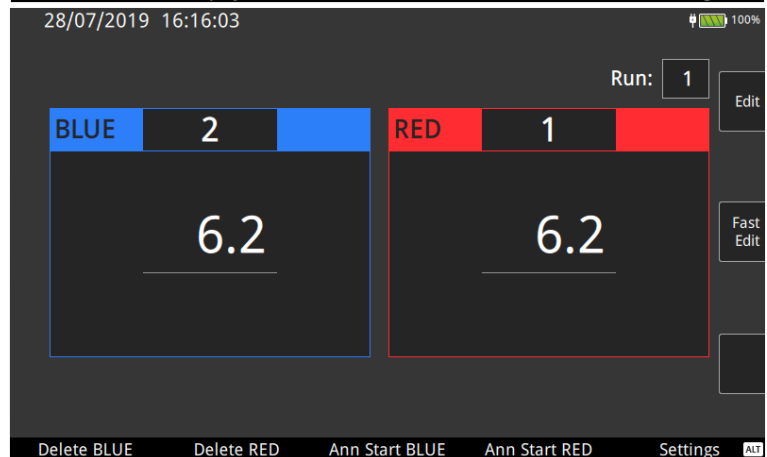 28/07/2019 16:16:03 100%
Run: 1
Edit
BLUE 2 RED 1
6.2 6.2
Fast
Edit
Delete BLUE Delete RED Ann Start BLUE Ann Start RED Settings ALT